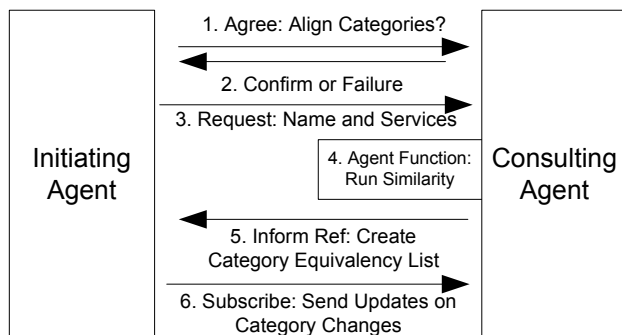 1. Agree: Align Categories?
2. Confirm or Failure
3. Request: Name and Services
Initiating
Agent
4. Agent Function:
Run Similarity
Consulting
Agent
5. Inform Ref: Create
Category Equivalency List
6. Subscribe: Send Updates on
Category Changes